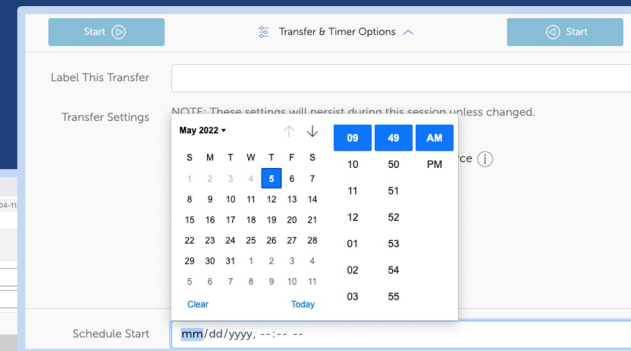 Start
Transfer & Timer Options
Start
Label This Transfer
Transfer Settings
NOTE: These settings will persist during this session unless changed.
May 2022
09 49 AM
S M T W T F S
10 50 PM
1 2 3 4 5 6 7
11 51
8 9 10 11 12 13 14
12 52
15 16 17 18 19 20 21
01 53
22 23 24 25 26 27 28
02 54
29 30 31 1 2 3 4
03 55
5 6 7 8 9 10 11
Clear Today
rce
04-11
Schedule Start
mm/dd/yyyy, --:-- --